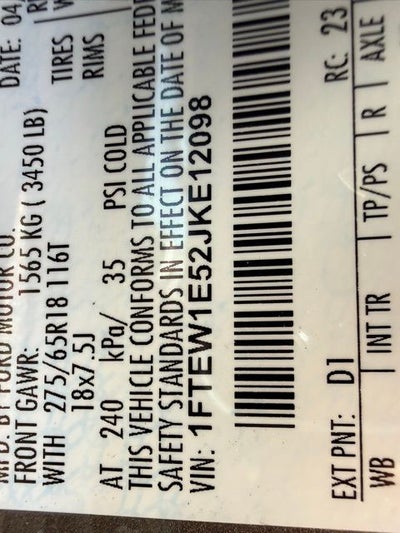 MFD. BY FORD MOTOR CO.
DATE: 04/
FRONT GAWR: 1565 KG ( 3450 LB)
WITH 275/65R18 116T TIRES
18x7.5J RIMS
AT 240 kPa/ 35 PSI COLD
THIS VEHICLE CONFORMS TO ALL APPLICABLE FEDE
SAFETY STANDARDS IN EFFECT ON THE DATE OF M
VIN: 1FTEW1E52JKE12098
EXT PNT: D1 RC: 23
WB INT TR TP/PS R AXLE